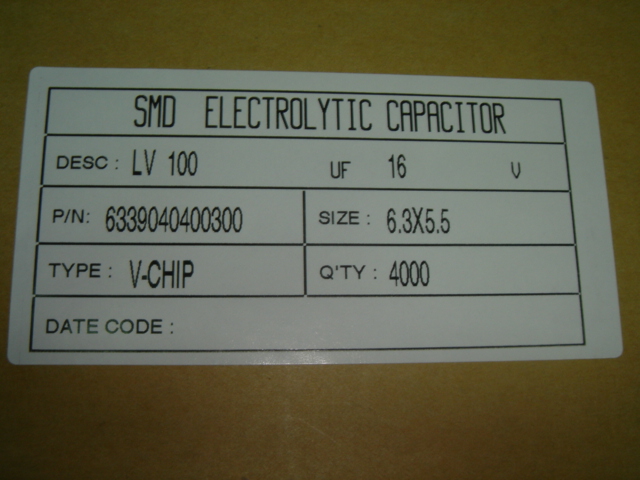 SMD ELECTROLYTIC CAPACITOR
DESC : LV 100 UF 16 V
P/N: 6339040400300 SIZE : 6.3X5.5
TYPE : V-CHIP Q'TY : 4000
DATE CODE :